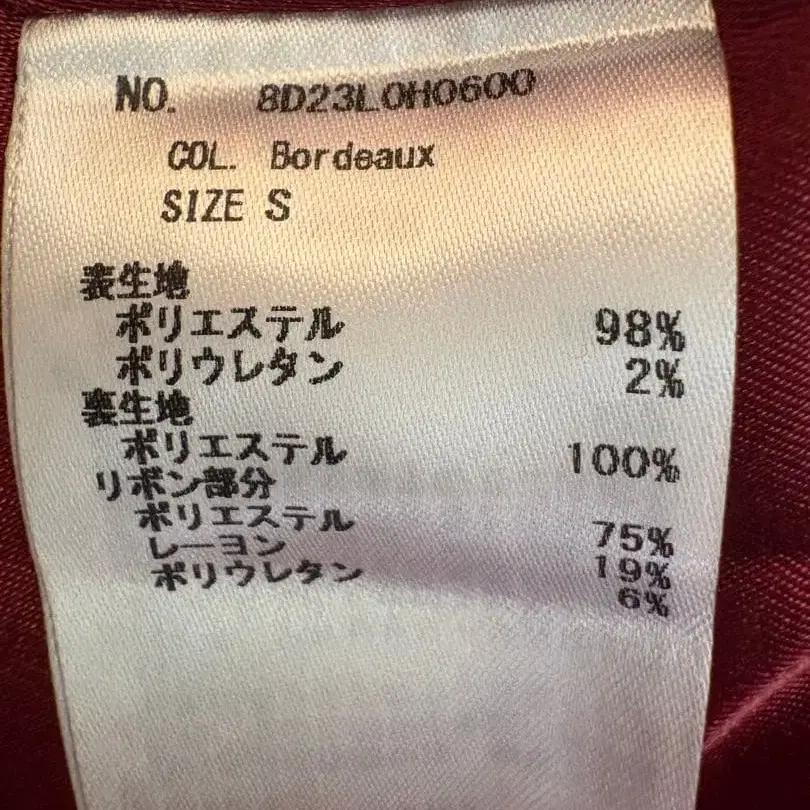 NO. 8D23L0H0600
COL. Bordeaux
SIZE S
表生地
ポリエステル 98%
ポリウレタン 2%
裏生地
ポリエステル 100%
リボン部分
ポリエステル 75%
レーヨン 19%
ポリウレタン 6%